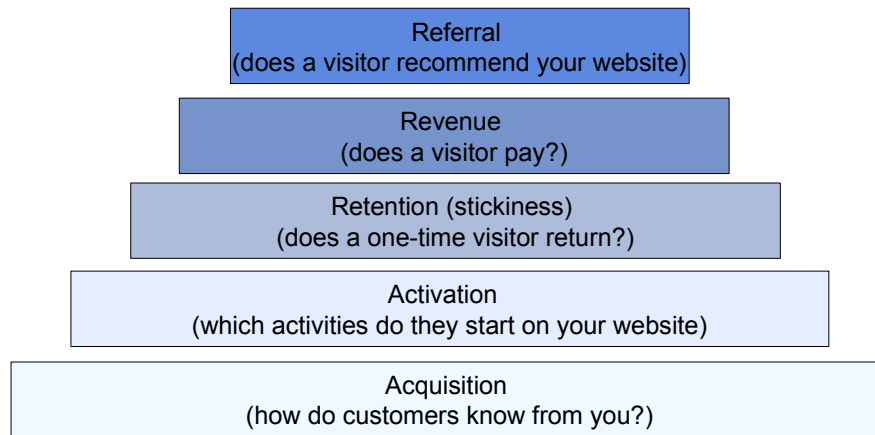 Referral
(does a visitor recommend your website)
Revenue
(does a visitor pay?)
Retention (stickiness)
(does a one-time visitor return?)
Activation
(which activities do they start on your website)
Acquisition
(how do customers know from you?)